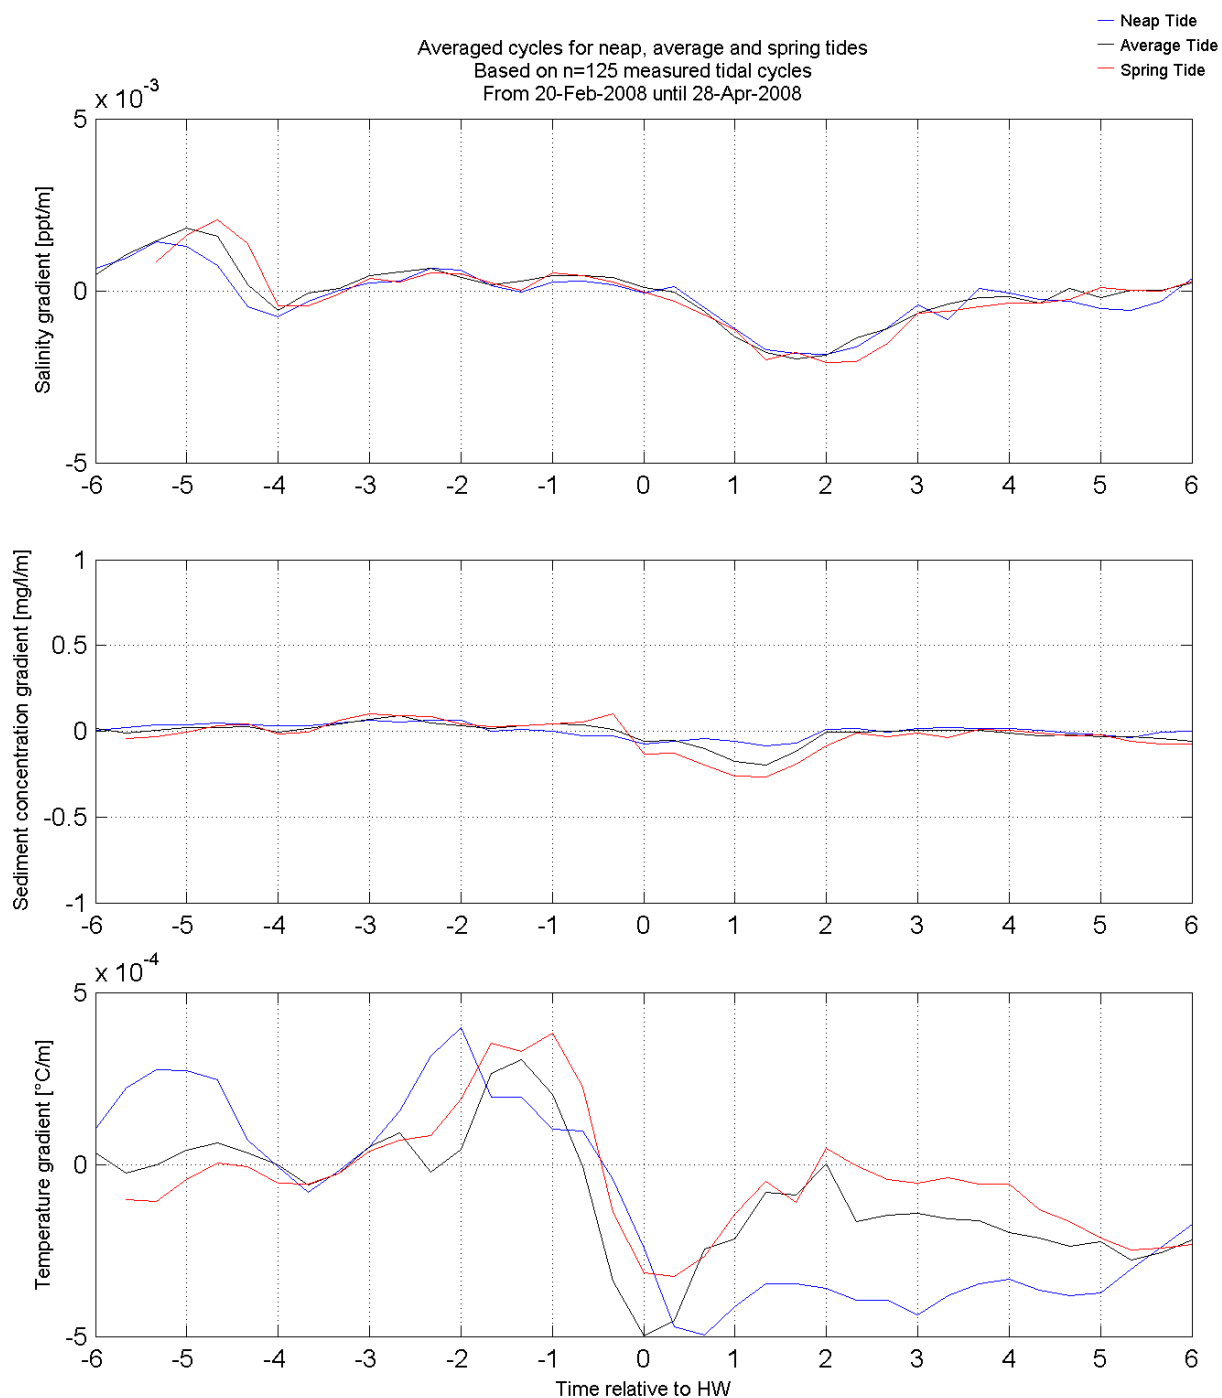 Neap Tide
Average Tide
Spring Tide
Averaged cycles for neap, average and spring tides
Based on n=125 measured tidal cycles
From 20-Feb-2008 until 28-Apr-2008
x 10^-3
5
0
-5
Salinity gradient [ppt/m]
-6 -5 -4 -3 -2 -1 0 1 2 3 4 5 6
1
0.5
0
-0.5
-1
Sediment concentration gradient [mg/l/m]
-6 -5 -4 -3 -2 -1 0 1 2 3 4 5 6
x 10^-4
5
0
-5
Temperature gradient [°C/m]
-6 -5 -4 -3 -2 -1 0 1 2 3 4 5 6
Time relative to HW